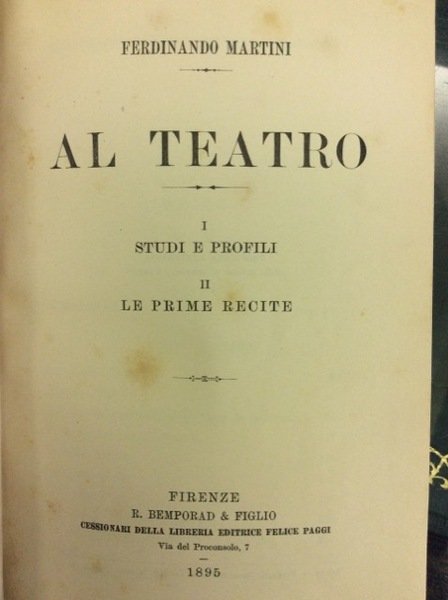 FERDINANDO MARTINI
AL TEATRO
I
STUDI E PROFILI
II
LE PRIME RECITE
FIRENZE
R. BEMPORAD & FIGLIO
CESSIONARI DELLA LIBRERIA EDITRICE FELICE PAGGI
Via del Proconsolo, 7
1895